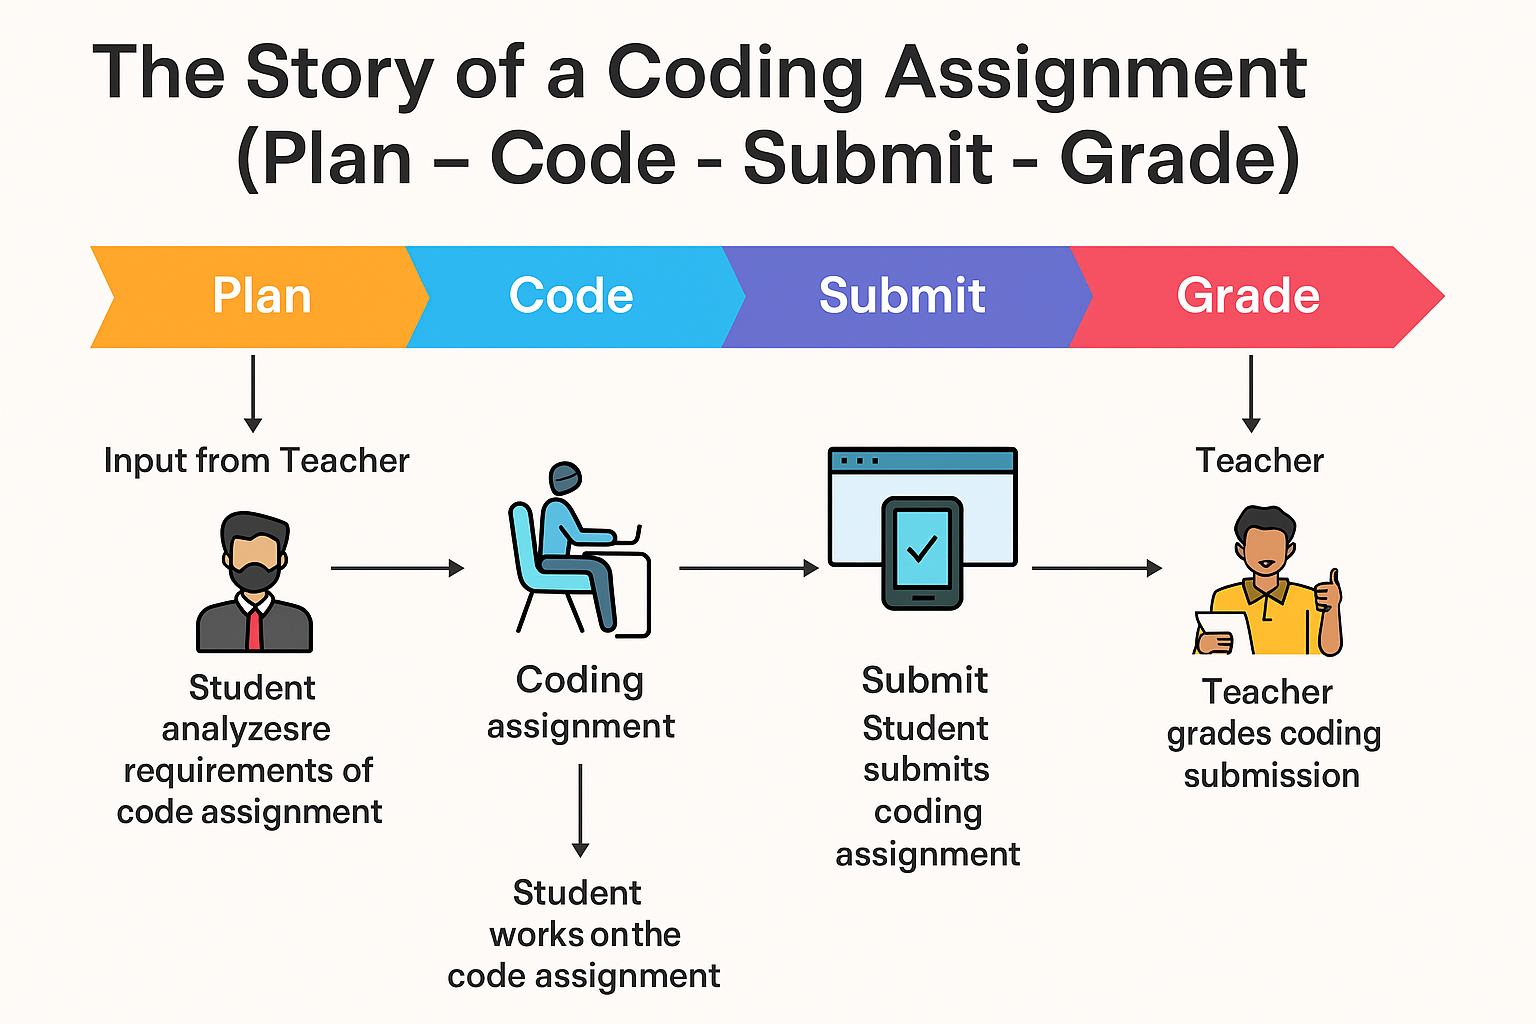 The Story of a Coding Assignment
(Plan – Code - Submit - Grade)
Plan
Code
Submit
Grade
Input from Teacher
Student
analyzesre
requirements of
code assignment
Coding
assignment
Student
works on the
code assignment
Submit
Student
submits
coding
assignment
Teacher
Teacher
grades coding
submission